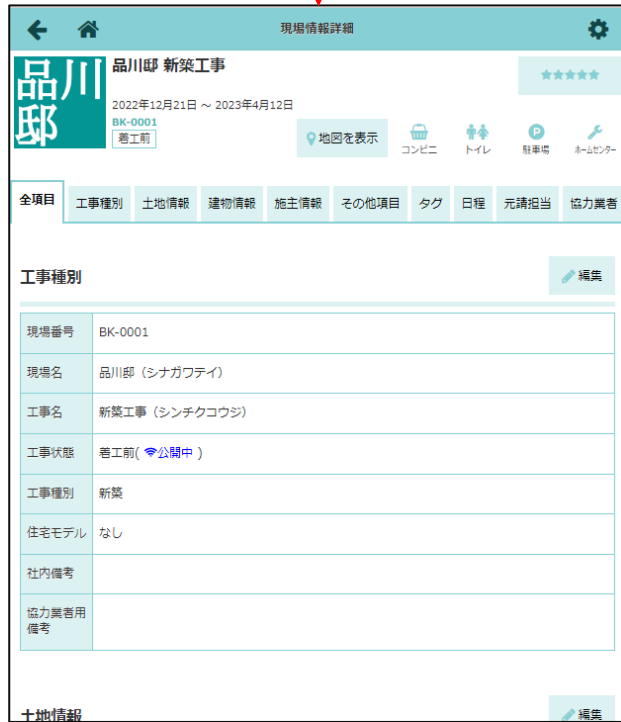 現場情報詳細
品川
邸
品川邸 新築工事
★★★★★
2022年12月21日 ～ 2023年4月12日
BK-0001
着工前
地図を表示
コンビニ
トイレ
P
駐車場
ホームセンター
全項目 工事種別 土地情報 建物情報 施主情報 その他項目 タグ 日程 元請担当 協力業者
工事種別
編集
現場番号 BK-0001
現場名 品川邸（シナガワテイ）
工事名 新築工事（シンチクコウジ）
工事状態 着工前( 公開中 )
工事種別 新築
住宅モデル なし
社内備考
協力業者用
備考
土地情報
編集